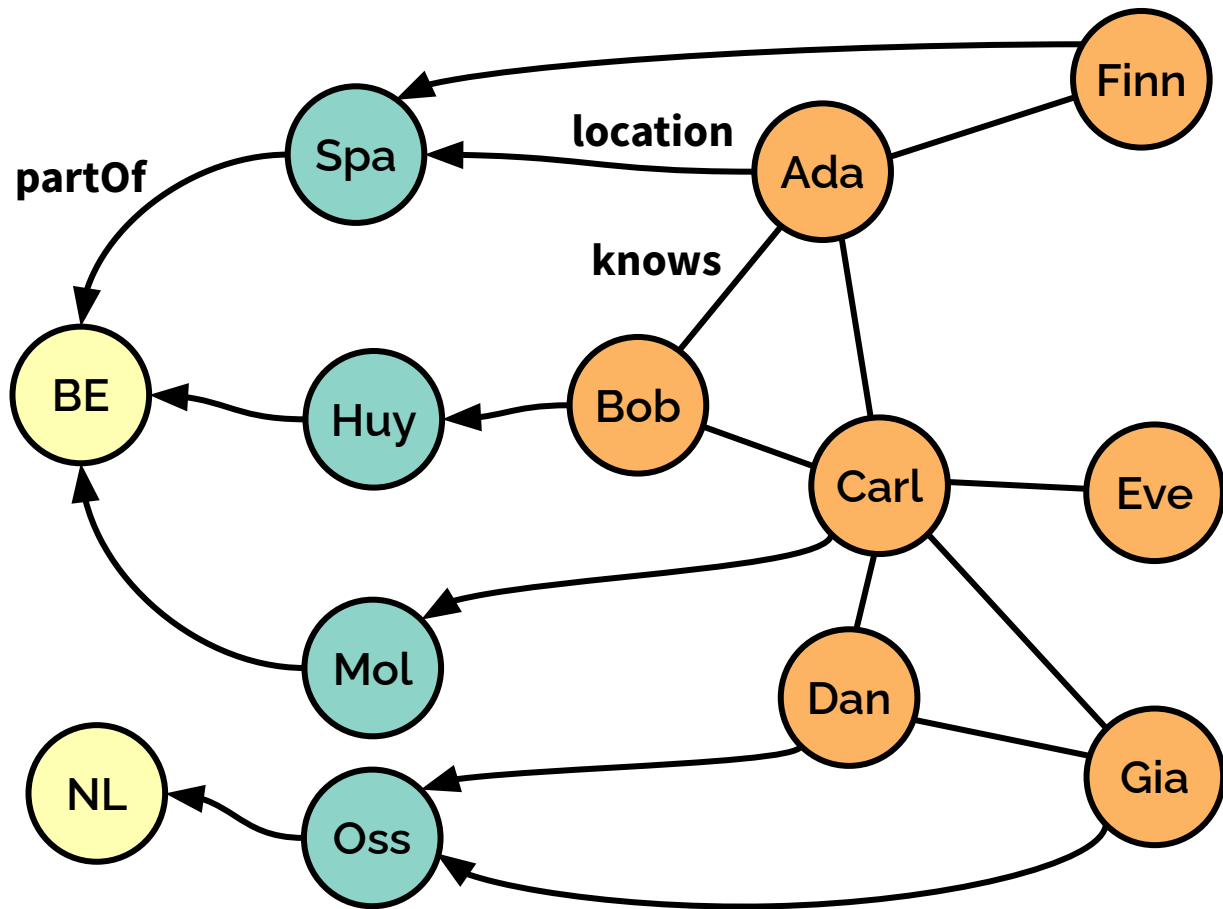 Finn
location
Spa
Ada
partOf
knows
BE
Huy
Bob
Carl
Eve
Mol
Dan
NL
Gia
Oss